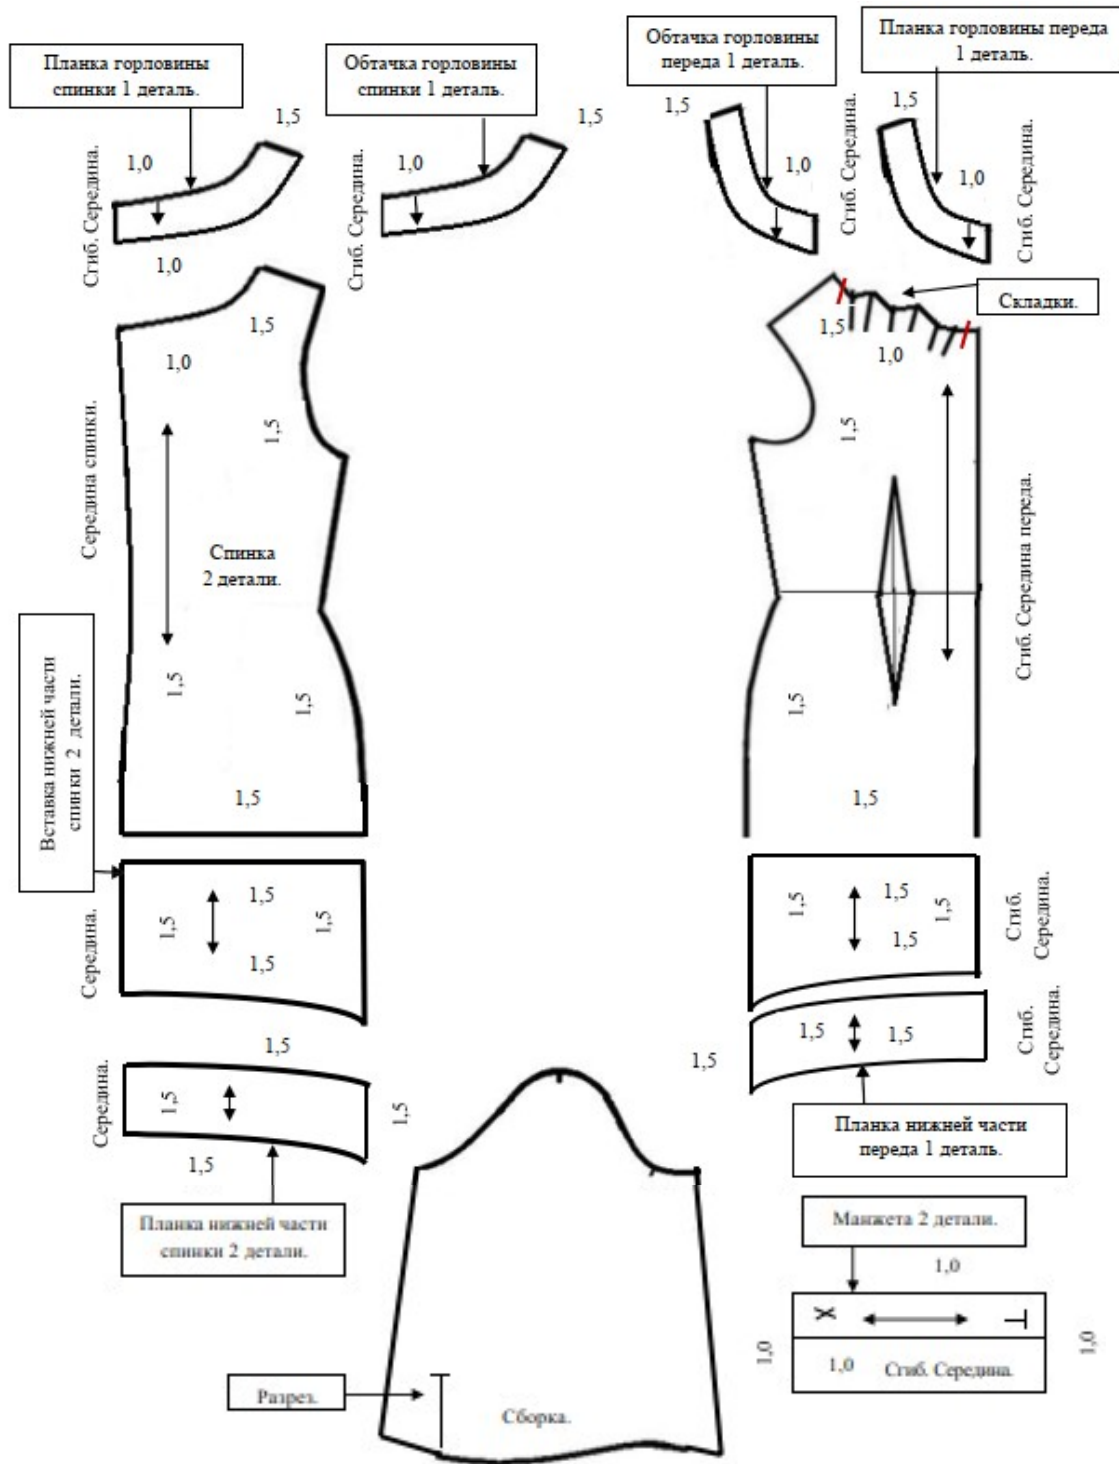 Планка горловины
спинки 1 деталь.
Обтачка горловины
спинки 1 деталь.
Обтачка горловины
переда 1 деталь.
Планка горловины переда
1 деталь.
1,5
1,5
1,5
1,5
Сгиб. Середина.
1,0
Сгиб. Середина.
1,0
1,0
Сгиб. Середина.
1,0
Сгиб. Середина.
1,0
Складки.
1,5
1,0
1,5
1,0
Середина спинки.
1,5
1,5
Спинка
2 детали.
Сгиб. Середина переда.
Вставка нижней части
спинки 2 детали.
1,5
1,5
1,5
1,5
1,5
Середина.
1,5
1,5
1,5
1,5
1,5
1,5
1,5
1,5
Сгиб.
Середина.
1,5
1,5
1,5
1,5
Сгиб.
Середина.
Середина.
1,5
1,5
1,5
Планка нижней части
спинки 2 детали.
Планка нижней части
переда 1 деталь.
Манжета 2 детали.
1,0
1,0
1,0
1,0
Сгиб. Середина.
Разрез.
Сборка.